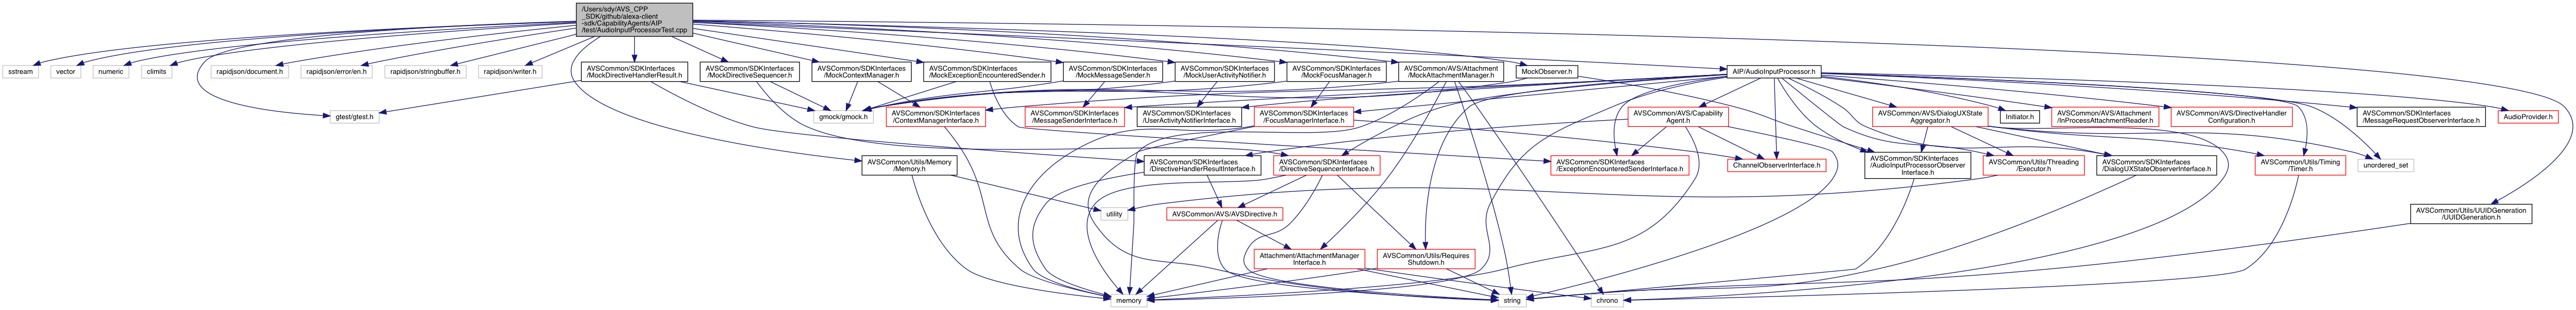 /Users/sdy/AVS_CPP
_SDK/github/alexa-client
-sdk/CapabilityAgents/AIP
/test/AudioInputProcessorTest.cpp
sstream
vector
numeric
climits
rapidjson/document.h
rapidjson/error/en.h
rapidjson/stringbuffer.h
rapidjson/writer.h
AVSCommon/SDKInterfaces
/MockDirectiveHandlerResult.h
AVSCommon/SDKInterfaces
/MockDirectiveSequencer.h
AVSCommon/SDKInterfaces
/MockContextManager.h
AVSCommon/SDKInterfaces
/MockExceptionEncounteredSender.h
AVSCommon/SDKInterfaces
/MockMessageSender.h
AVSCommon/SDKInterfaces
/MockUserActivityNotifier.h
AVSCommon/SDKInterfaces
/MockFocusManager.h
AVSCommon/AVS/Attachment
/MockAttachmentManager.h
MockObserver.h
AIP/AudioInputProcessor.h
gtest/gtest.h
gmock/gmock.h
AVSCommon/SDKInterfaces
/ContextManagerInterface.h
AVSCommon/SDKInterfaces
/MessageSenderInterface.h
AVSCommon/SDKInterfaces
/UserActivityNotifierInterface.h
AVSCommon/SDKInterfaces
/FocusManagerInterface.h
AVSCommon/AVS/Capability
Agent.h
AVSCommon/AVS/DialogUXState
Aggregator.h
Initiator.h
AVSCommon/AVS/Attachment
/InProcessAttachmentReader.h
AVSCommon/AVS/DirectiveHandler
Configuration.h
AVSCommon/SDKInterfaces
/MessageRequestObserverInterface.h
AudioProvider.h
AVSCommon/Utils/Memory
/Memory.h
AVSCommon/SDKInterfaces
/DirectiveHandlerResultInterface.h
AVSCommon/SDKInterfaces
/DirectiveSequencerInterface.h
AVSCommon/SDKInterfaces
/ExceptionEncounteredSenderInterface.h
ChannelObserverInterface.h
AVSCommon/SDKInterfaces
/AudioInputProcessorObserver
Interface.h
AVSCommon/Utils/Threading
/Executor.h
AVSCommon/SDKInterfaces
/DialogUXStateObserverInterface.h
AVSCommon/Utils/Timing
/Timer.h
unordered_set
utility
AVSCommon/AVS/AVSDirective.h
AVSCommon/Utils/UUIDGeneration
/UUIDGeneration.h
Attachment/AttachmentManager
Interface.h
AVSCommon/Utils/Requires
Shutdown.h
memory
string
chrono